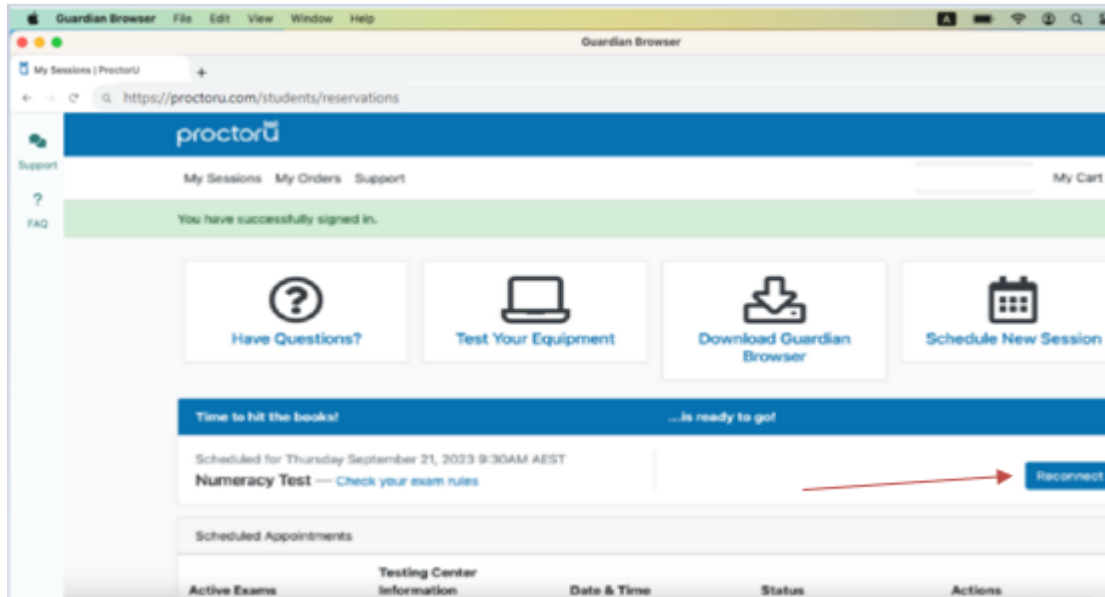 Guardian Browser File Edit View Window Help A
Guardian Browser
My Sessions | ProctorU +
https://proctoru.com/students/reservations
proctorU
Support
My Sessions My Orders Support My Cart
?
FAQ
You have successfully signed in.
Have Questions?
Test Your Equipment
Download Guardian
Browser
Schedule New Session
Time to hit the books! ...is ready to go!
Scheduled for Thursday September 21, 2023 9:30AM AEST
Numeracy Test — Check your exam rules
Reconnect
Scheduled Appointments
Active Exams
Testing Center
Information
Date & Time
Status
Actions